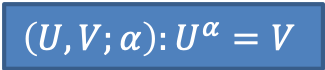 (U, V; α): U^α = V